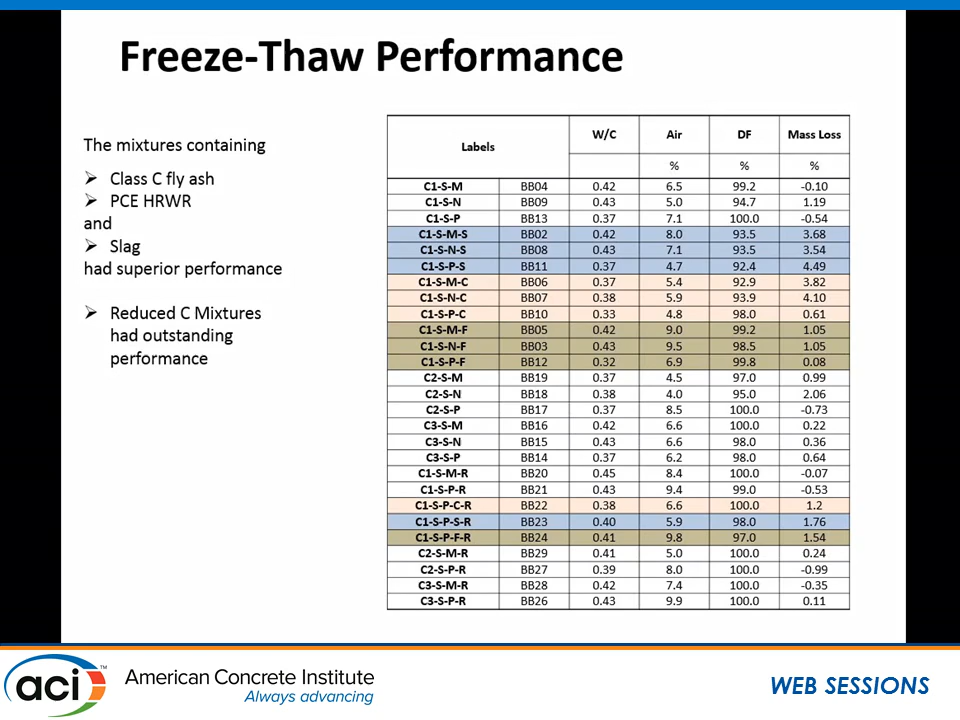 Freeze-Thaw Performance
The mixtures containing
➢ Class C fly ash
➢ PCE HRWR
and
➢ Slag
had superior performance
➢ Reduced C Mixtures
had outstanding
performance
Labels W/C Air DF Mass Loss
% % %
C1-S-M BB04 0.42 6.5 99.2 -0.10
C1-S-N BB09 0.43 5.0 94.7 1.19
C1-S-P BB13 0.37 7.1 100.0 -0.54
C1-S-M-S BB02 0.42 8.0 93.5 3.68
C1-S-N-S BB08 0.43 7.1 93.5 3.54
C1-S-P-S BB11 0.37 4.7 92.4 4.49
C1-S-M-C BB06 0.37 5.4 92.9 3.82
C1-S-N-C BB07 0.38 5.9 93.9 4.10
C1-S-P-C BB10 0.33 4.8 98.0 0.61
C1-S-M-F BB05 0.42 9.0 99.2 1.05
C1-S-N-F BB03 0.43 9.5 98.5 1.05
C1-S-P-F BB12 0.32 6.9 99.8 0.08
C2-S-M BB19 0.37 4.5 97.0 0.99
C2-S-N BB18 0.38 4.0 95.0 2.06
C2-S-P BB17 0.37 8.5 100.0 -0.73
C3-S-M BB16 0.42 6.6 100.0 0.22
C3-S-N BB15 0.43 6.6 98.0 0.36
C3-S-P BB14 0.37 6.2 98.0 0.64
C1-S-M-R BB20 0.45 8.4 100.0 -0.07
C1-S-P-R BB21 0.43 9.4 99.0 -0.53
C1-S-P-C-R BB22 0.38 6.6 100.0 1.2
C1-S-P-S-R BB23 0.40 5.9 98.0 1.76
C1-S-P-F-R BB24 0.41 9.8 97.0 1.54
C2-S-M-R BB29 0.41 5.0 100.0 0.24
C2-S-P-R BB27 0.39 8.0 100.0 -0.99
C3-S-M-R BB28 0.42 7.4 100.0 -0.35
C3-S-P-R BB26 0.43 9.9 100.0 0.11
aci™
American Concrete Institute
Always advancing
WEB SESSIONS